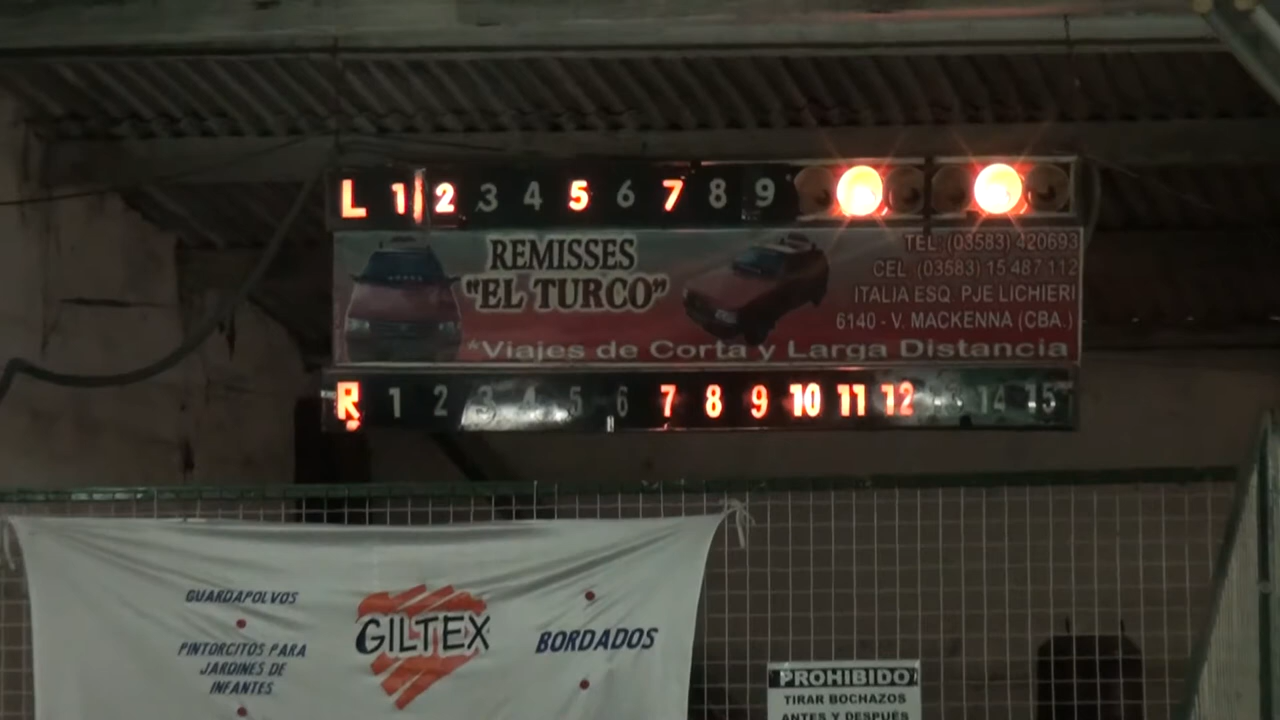 L 1 2 3 4 5 6 7 8 9
REMISSES
"EL TURCO"
TEL: (03583) 420693
CEL (03583) 15 487 112
ITALIA ESQ. PJE LICHIERI
6140 - V. MACKENNA (CBA.)
"Viajes de Corta y Larga Distancia
R 1 2 3 4 5 6 7 8 9 10 11 12 13 14 15
GUARDAPOLVOS
PINTORCITOS PARA
JARDINES DE
INFANTES
GILTEX
BORDADOS
PROHIBIDO
TIRAR BOCHAZOS
ANTES Y DESPUÉS